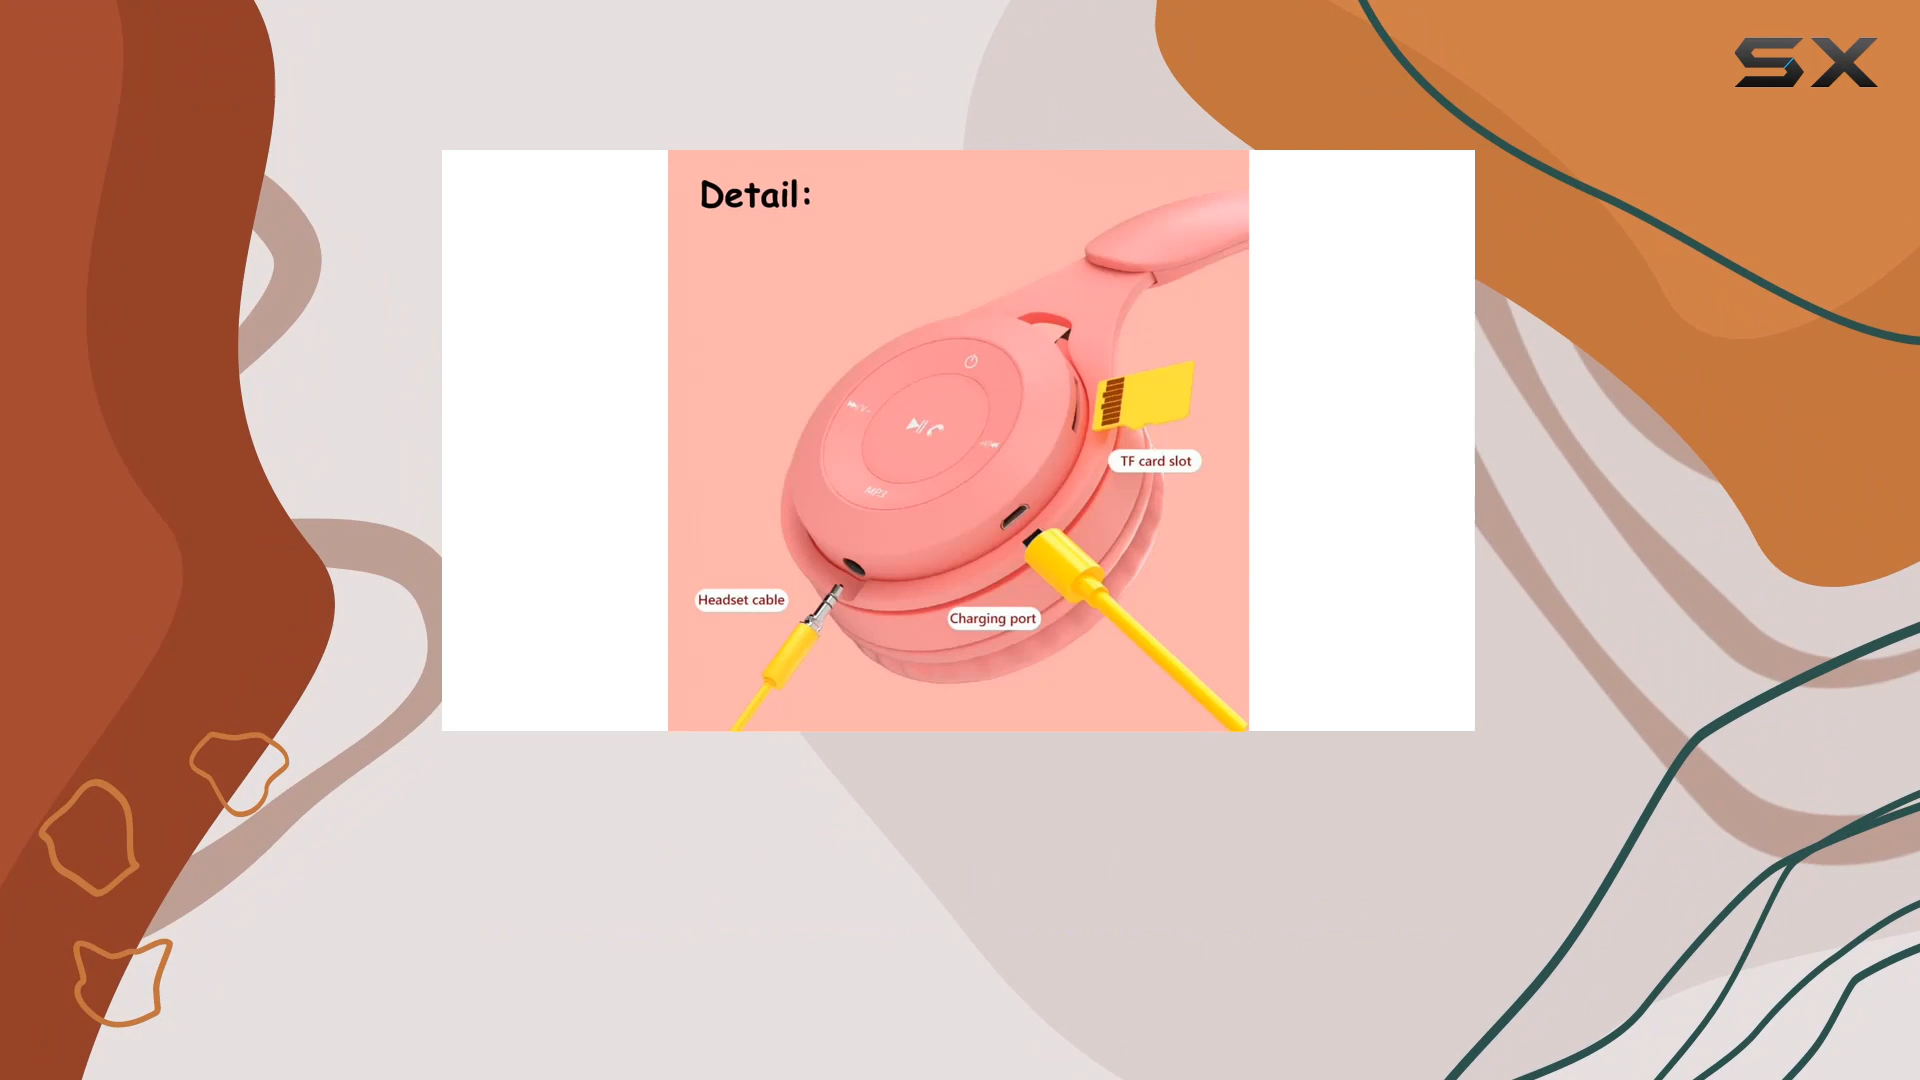 SX
Detail:
MP3
TF card slot
Headset cable
Charging port